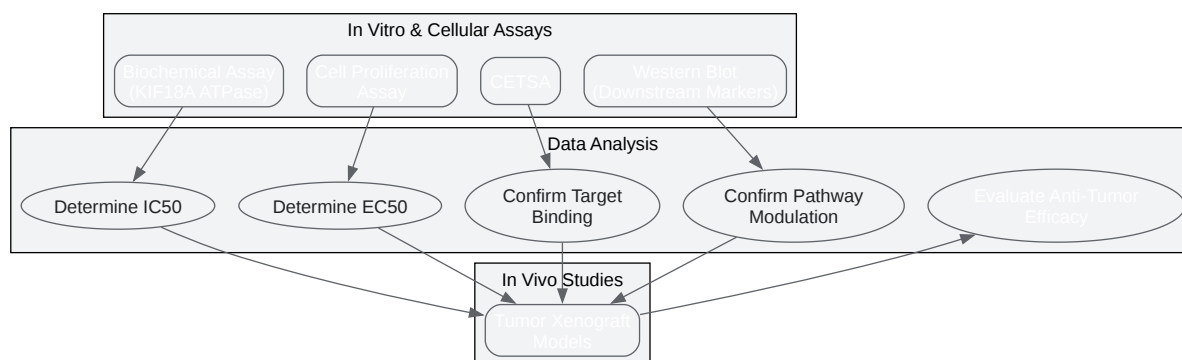 In Vitro & Cellular Assays
Biochemical Assay
(KIF18A ATPase)
Cell Proliferation
Assay
CETSA
Western Blot
(Downstream Markers)
Data Analysis
Determine IC50
Determine EC50
Confirm Target
Binding
Confirm Pathway
Modulation
Evaluate Anti-Tumor
Efficacy
In Vivo Studies
Tumor Xenograft
Models